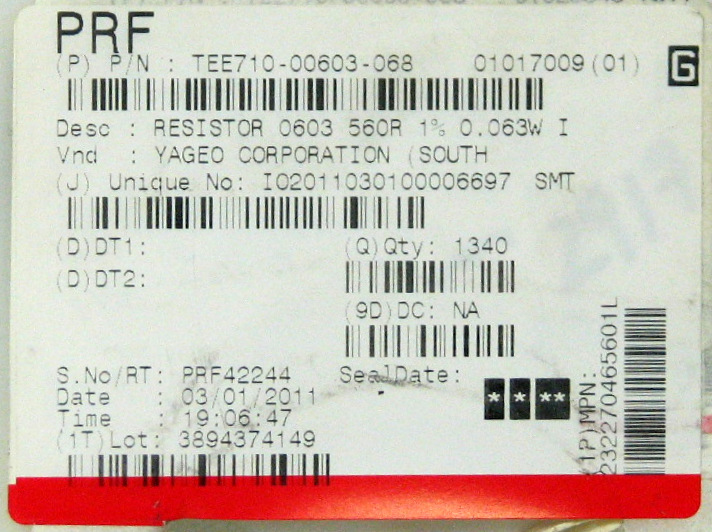 PRF
(P) P/N : TEE710-00603-068 01017009(01)
G
Desc : RESISTOR 0603 560R 1% 0.063W I
Vnd : YAGEO CORPORATION (SOUTH
(J) Unique No: IO2011030100006697 SMT
(D)DT1:
(Q)Qty: 1340
(D)DT2:
(9D)DC: NA
S.No/RT: PRF42244 SealDate:
Date : 03/01/2011
* * **
Time : 19:06:47
(1T)Lot: 3894374149
(1P)MPN:
232270465601L